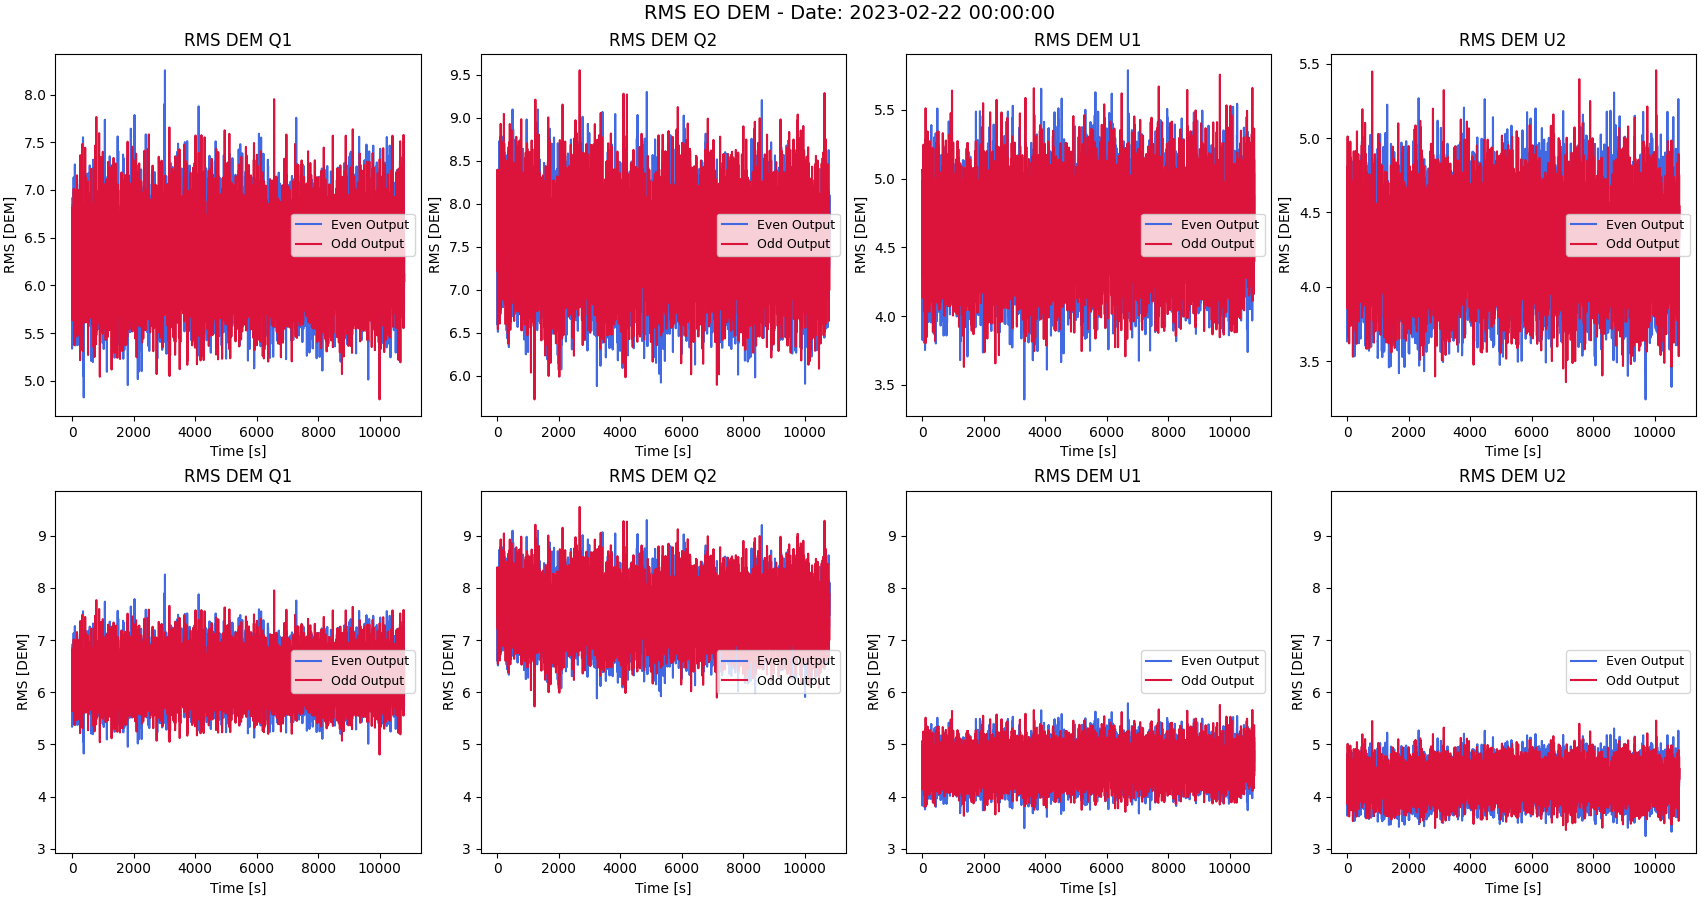 RMS EO DEM - Date: 2023-02-22 00:00:00
RMS DEM Q1
RMS [DEM]
8.0
7.5
7.0
6.5
6.0
5.5
5.0
Even Output
Odd Output
0 2000 4000 6000 8000 10000
Time [s]
RMS DEM Q2
RMS [DEM]
9.5
9.0
8.5
8.0
7.5
7.0
6.5
6.0
Even Output
Odd Output
0 2000 4000 6000 8000 10000
Time [s]
RMS DEM U1
RMS [DEM]
5.5
5.0
4.5
4.0
3.5
Even Output
Odd Output
0 2000 4000 6000 8000 10000
Time [s]
RMS DEM U2
RMS [DEM]
5.5
5.0
4.5
4.0
3.5
Even Output
Odd Output
0 2000 4000 6000 8000 10000
Time [s]
RMS DEM Q1
RMS [DEM]
9
8
7
6
5
4
3
Even Output
Odd Output
0 2000 4000 6000 8000 10000
Time [s]
RMS DEM Q2
RMS [DEM]
9
8
7
6
5
4
3
Even Output
Odd Output
0 2000 4000 6000 8000 10000
Time [s]
RMS DEM U1
RMS [DEM]
9
8
7
6
5
4
3
Even Output
Odd Output
0 2000 4000 6000 8000 10000
Time [s]
RMS DEM U2
RMS [DEM]
9
8
7
6
5
4
3
Even Output
Odd Output
0 2000 4000 6000 8000 10000
Time [s]